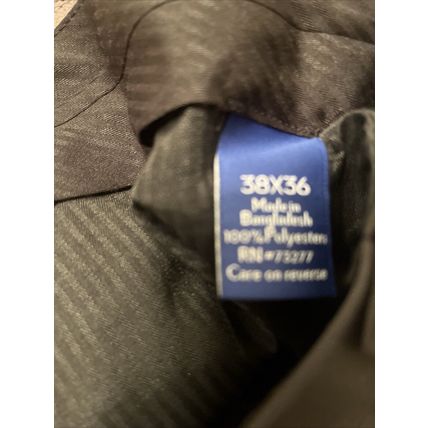 38X36
Made in
Bangladesh
100% Polyester
RN#73277
Care on reverse